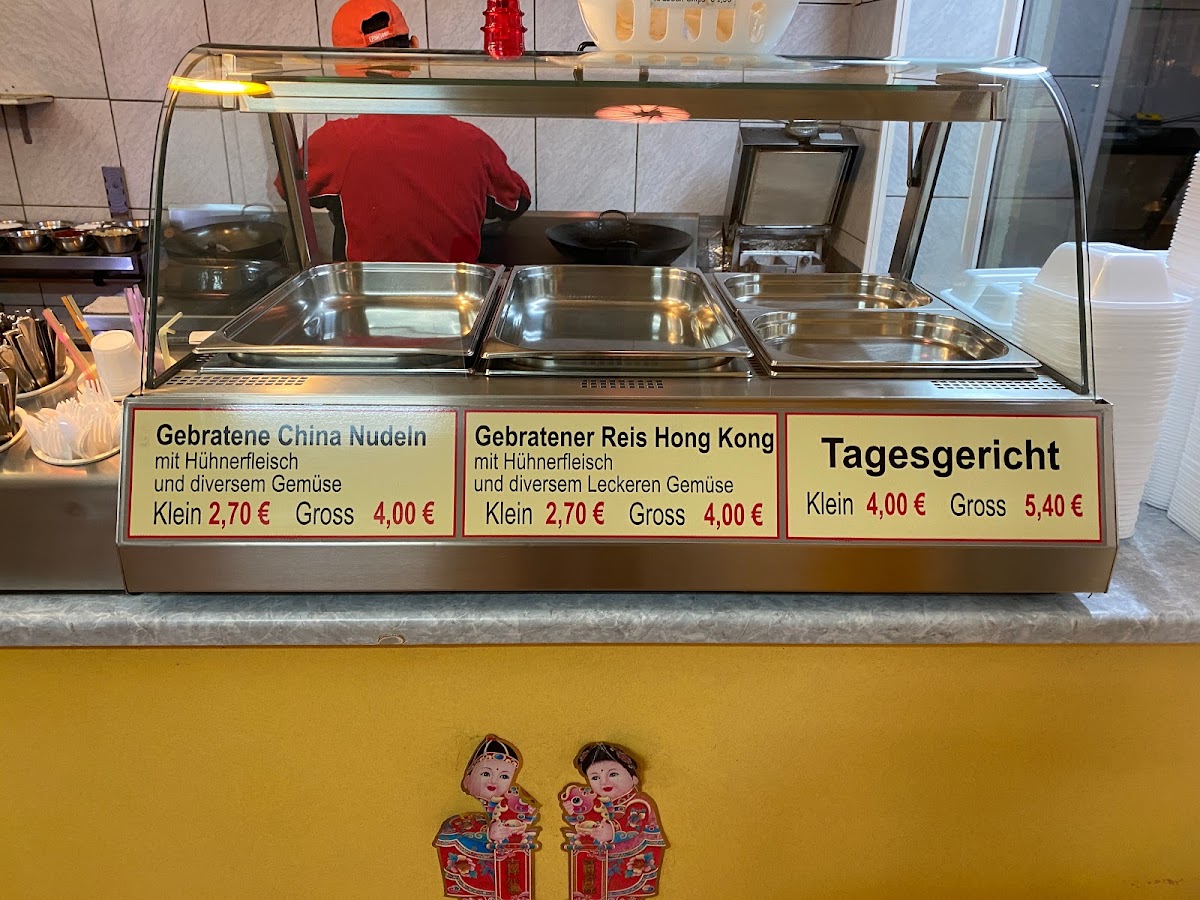 Gebratene China Nudeln
mit Hühnerfleisch
und diversem Gemüse
Klein 2,70 € Gross 4,00 €
Gebratener Reis Hong Kong
mit Hühnerfleisch
und diversem Leckeren Gemüse
Klein 2,70 € Gross 4,00 €
Tagesgericht
Klein 4,00 € Gross 5,40 €